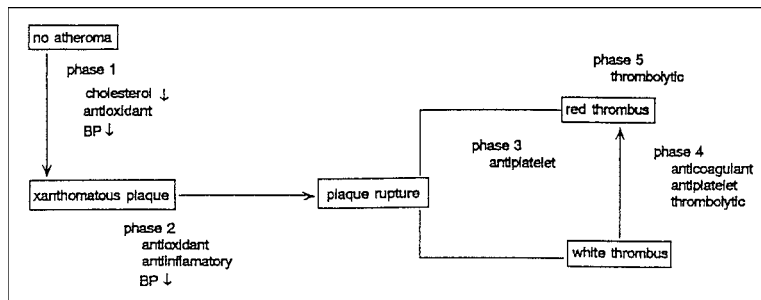 no atheroma
phase 1
cholesterol ↓
antioxidant
BP ↓
xanthomatous plaque
phase 2
antioxidant
antiinflamatory
BP ↓
plaque rupture
phase 3
antiplatelet
phase 5
thrombolytic
red thrombus
phase 4
anticoagulant
antiplatelet
thrombolytic
white thrombus